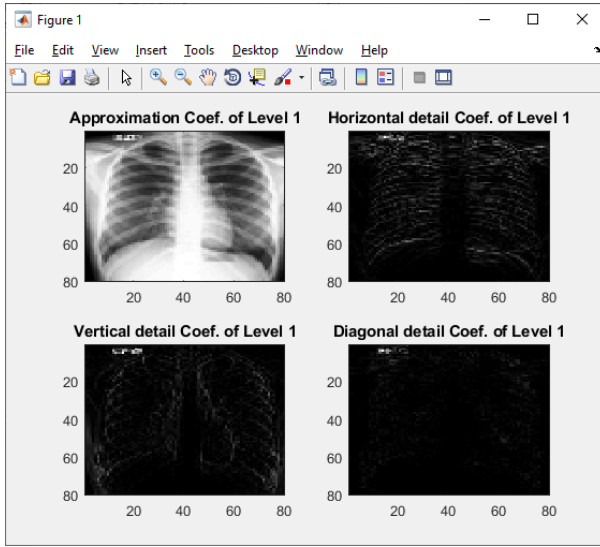 Figure 1
File Edit View Insert Tools Desktop Window Help
Approximation Coef. of Level 1
20
40
60
80
20 40 60 80
Horizontal detail Coef. of Level 1
20
40
60
80
20 40 60 80
Vertical detail Coef. of Level 1
20
40
60
80
20 40 60 80
Diagonal detail Coef. of Level 1
20
40
60
80
20 40 60 80